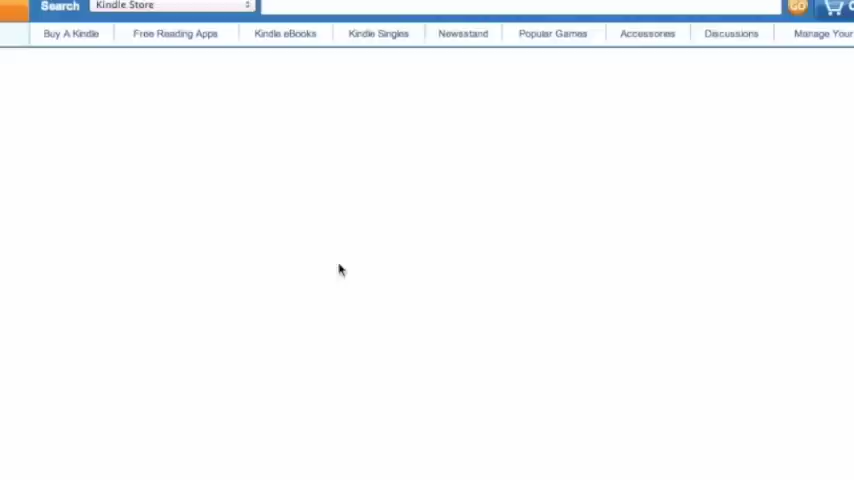 Search Kindle Store GO
Buy A Kindle Free Reading Apps Kindle eBooks Kindle Singles Newsstand Popular Games Accessories Discussions Manage Your